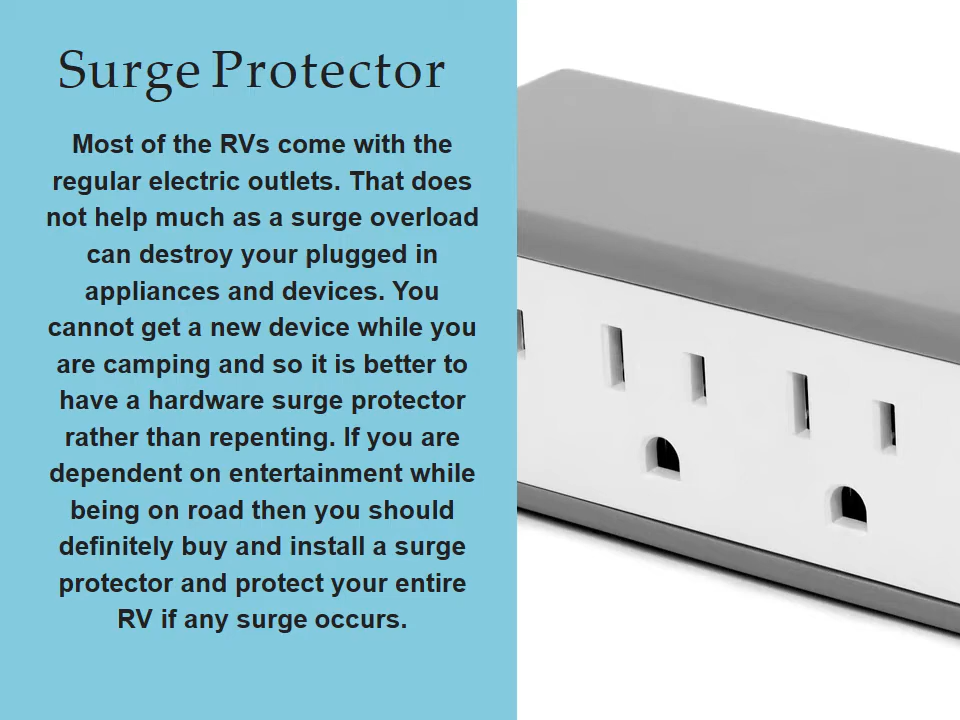 Surge Protector
Most of the RVs come with the
regular electric outlets. That does
not help much as a surge overload
can destroy your plugged in
appliances and devices. You
cannot get a new device while you
are camping and so it is better to
have a hardware surge protector
rather than repenting. If you are
dependent on entertainment while
being on road then you should
definitely buy and install a surge
protector and protect your entire
RV if any surge occurs.